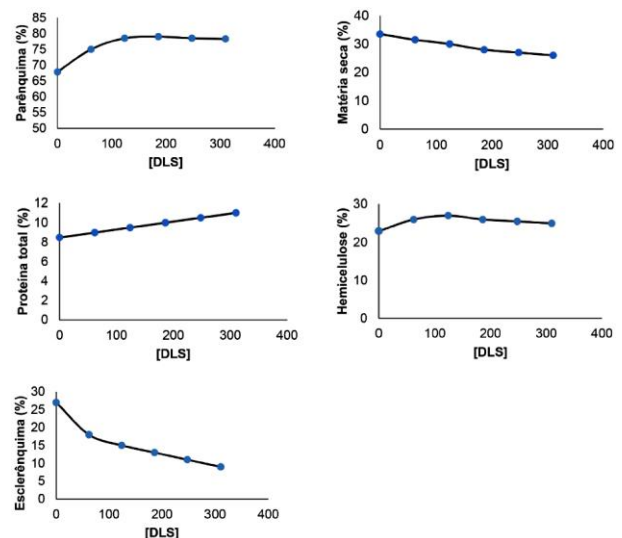 Parênquima (%)
85
80
75
70
65
60
55
50
0 100 200 300 400
[DLS]
Matéria seca (%)
40
30
20
10
0
0 100 200 300 400
[DLS]
Proteína total (%)
12
10
8
6
4
2
0
0 100 200 300 400
[DLS]
Hemicelulose (%)
30
20
10
0
0 100 200 300 400
[DLS]
Esclerênquima (%)
30
25
20
15
10
5
0
0 100 200 300 400
[DLS]